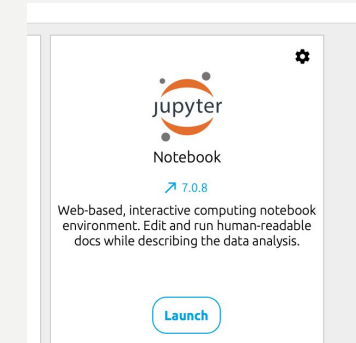 jupyter
Notebook
7.0.8
Web-based, interactive computing notebook
environment. Edit and run human-readable
docs while describing the data analysis.
Launch